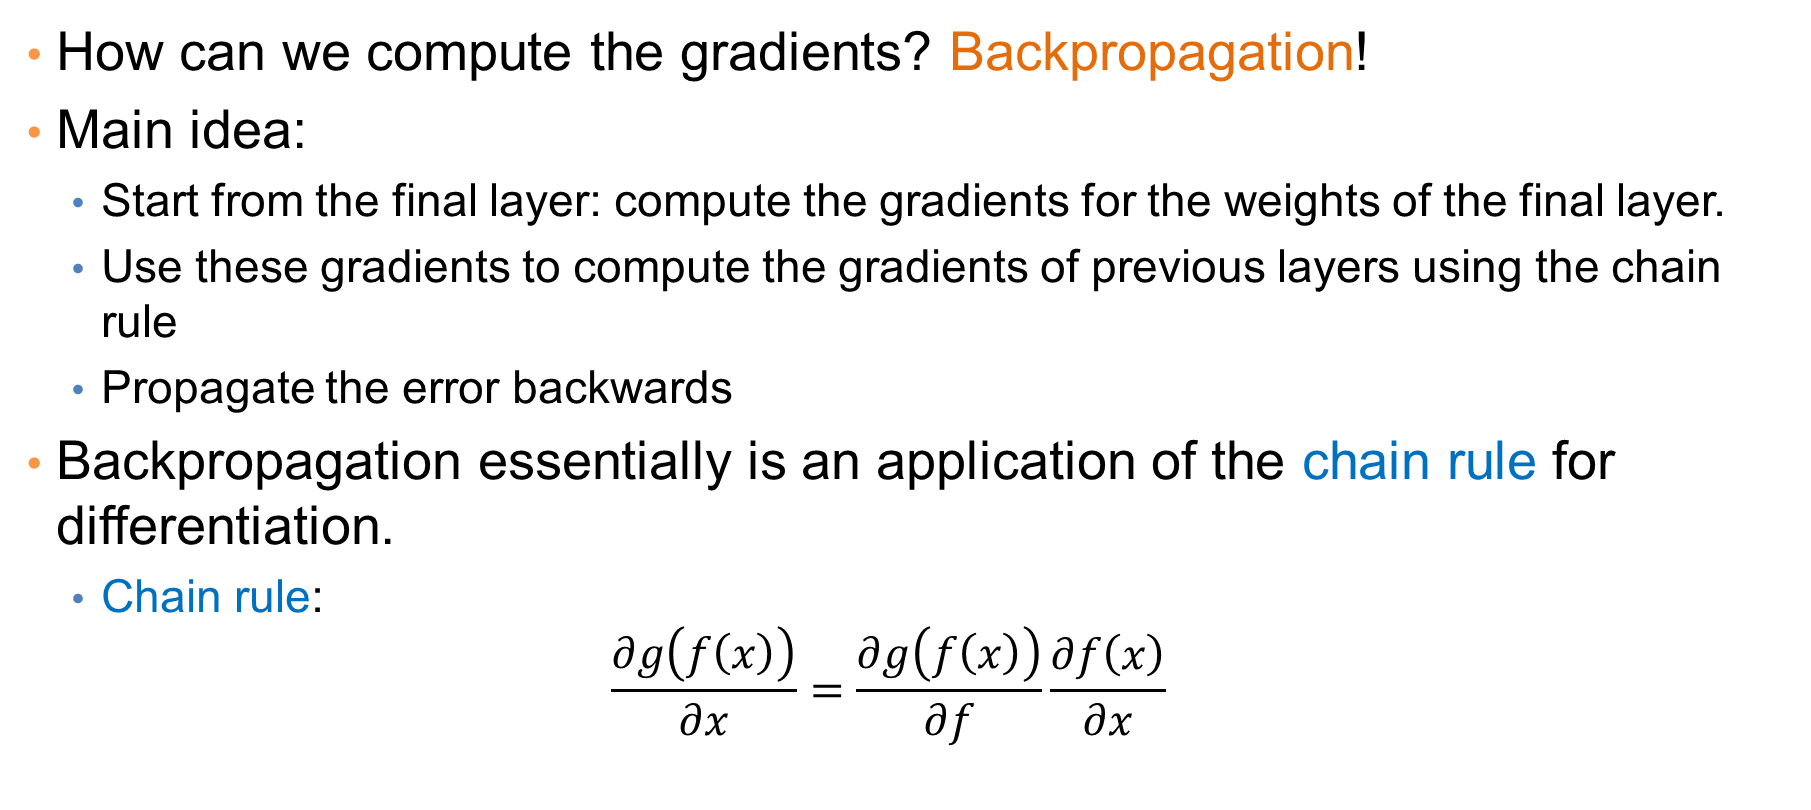 • How can we compute the gradients? Backpropagation!
• Main idea:
• Start from the final layer: compute the gradients for the weights of the final layer.
• Use these gradients to compute the gradients of previous layers using the chain
rule
• Propagate the error backwards
• Backpropagation essentially is an application of the chain rule for
differentiation.
• Chain rule:
∂g(f(x))/∂x = ∂g(f(x))/∂f ∂f(x)/∂x